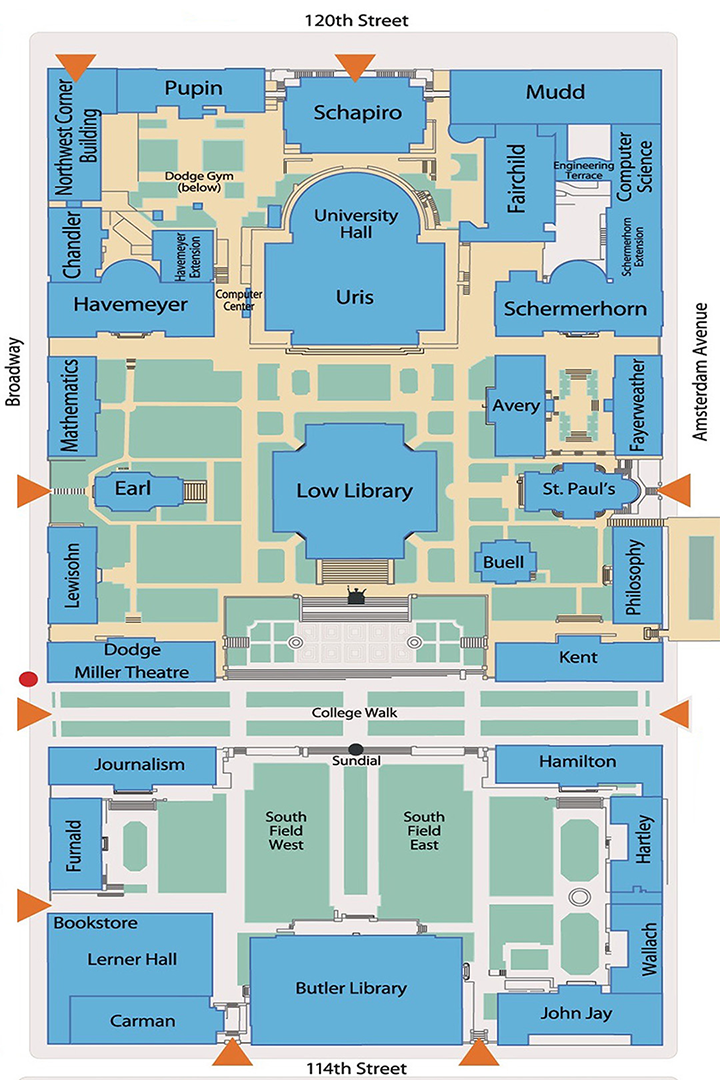 120th Street
Northwest Corner
Building
Pupin
Schapiro
Mudd
Dodge Gym
(below)
Fairchild
Engineering
Terrace
Computer
Science
Chandler
Havemeyer
Extension
University
Hall
Uris
Schermerhorn
Extension
Havemeyer
Computer
Center
Schermerhorn
Broadway
Amsterdam Avenue
Mathematics
Avery
Fayerweather
Earl
Low Library
St. Paul's
Lewisohn
Buell
Philosophy
Dodge
Miller Theatre
Kent
College Walk
Sundial
Journalism
Hamilton
Furnald
South
Field
West
South
Field
East
Hartley
Bookstore
Lerner Hall
Wallach
Butler Library
Carman
John Jay
114th Street